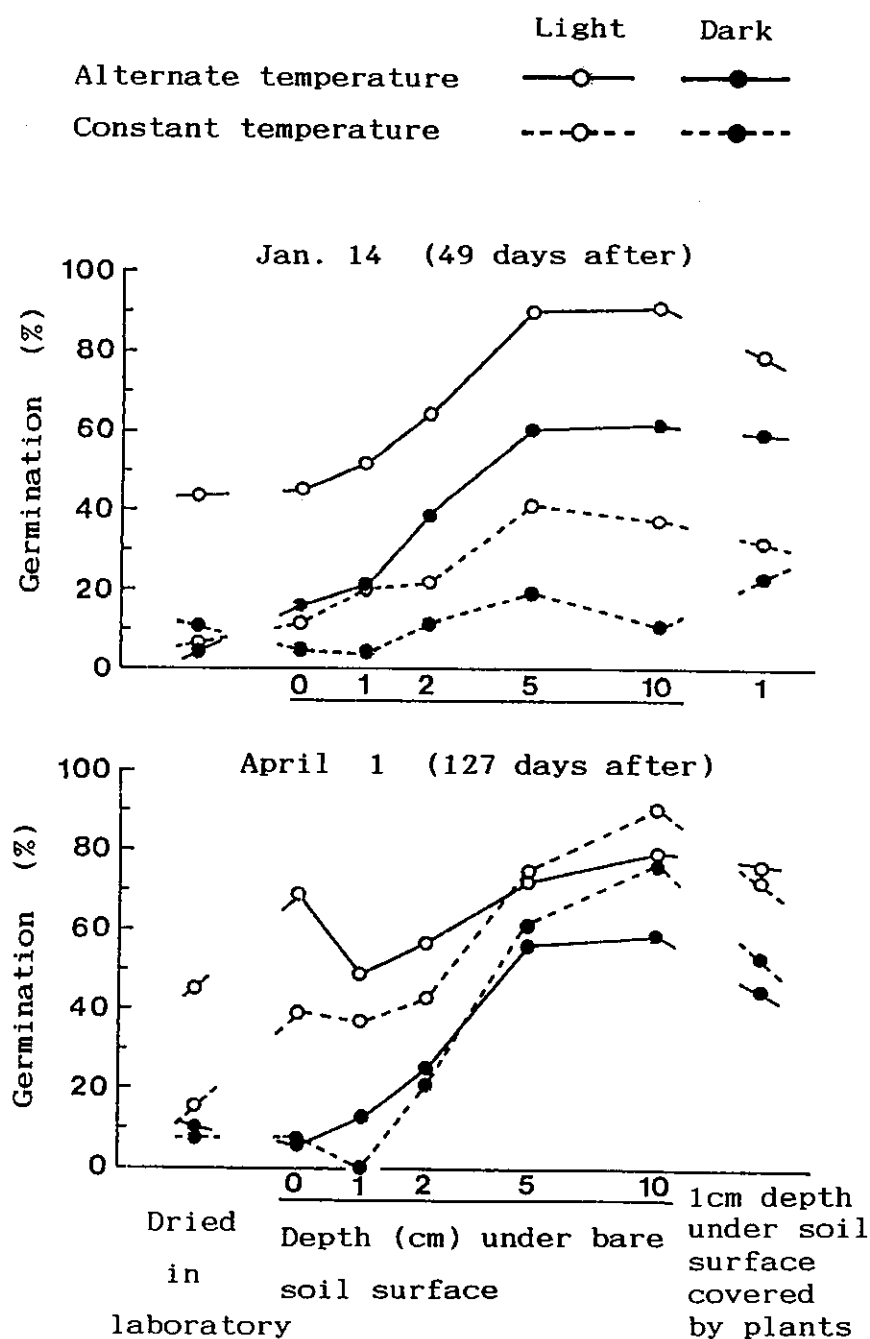 Light Dark
Alternate temperature
Constant temperature
Jan. 14 (49 days after)
Germination (%)
100
80
60
40
20
0
0 1 2 5 10 1
April 1 (127 days after)
Germination (%)
100
80
60
40
20
0
0 1 2 5 10
Dried
in
laboratory
Depth (cm) under bare
soil surface
1cm depth
under soil
surface
covered
by plants